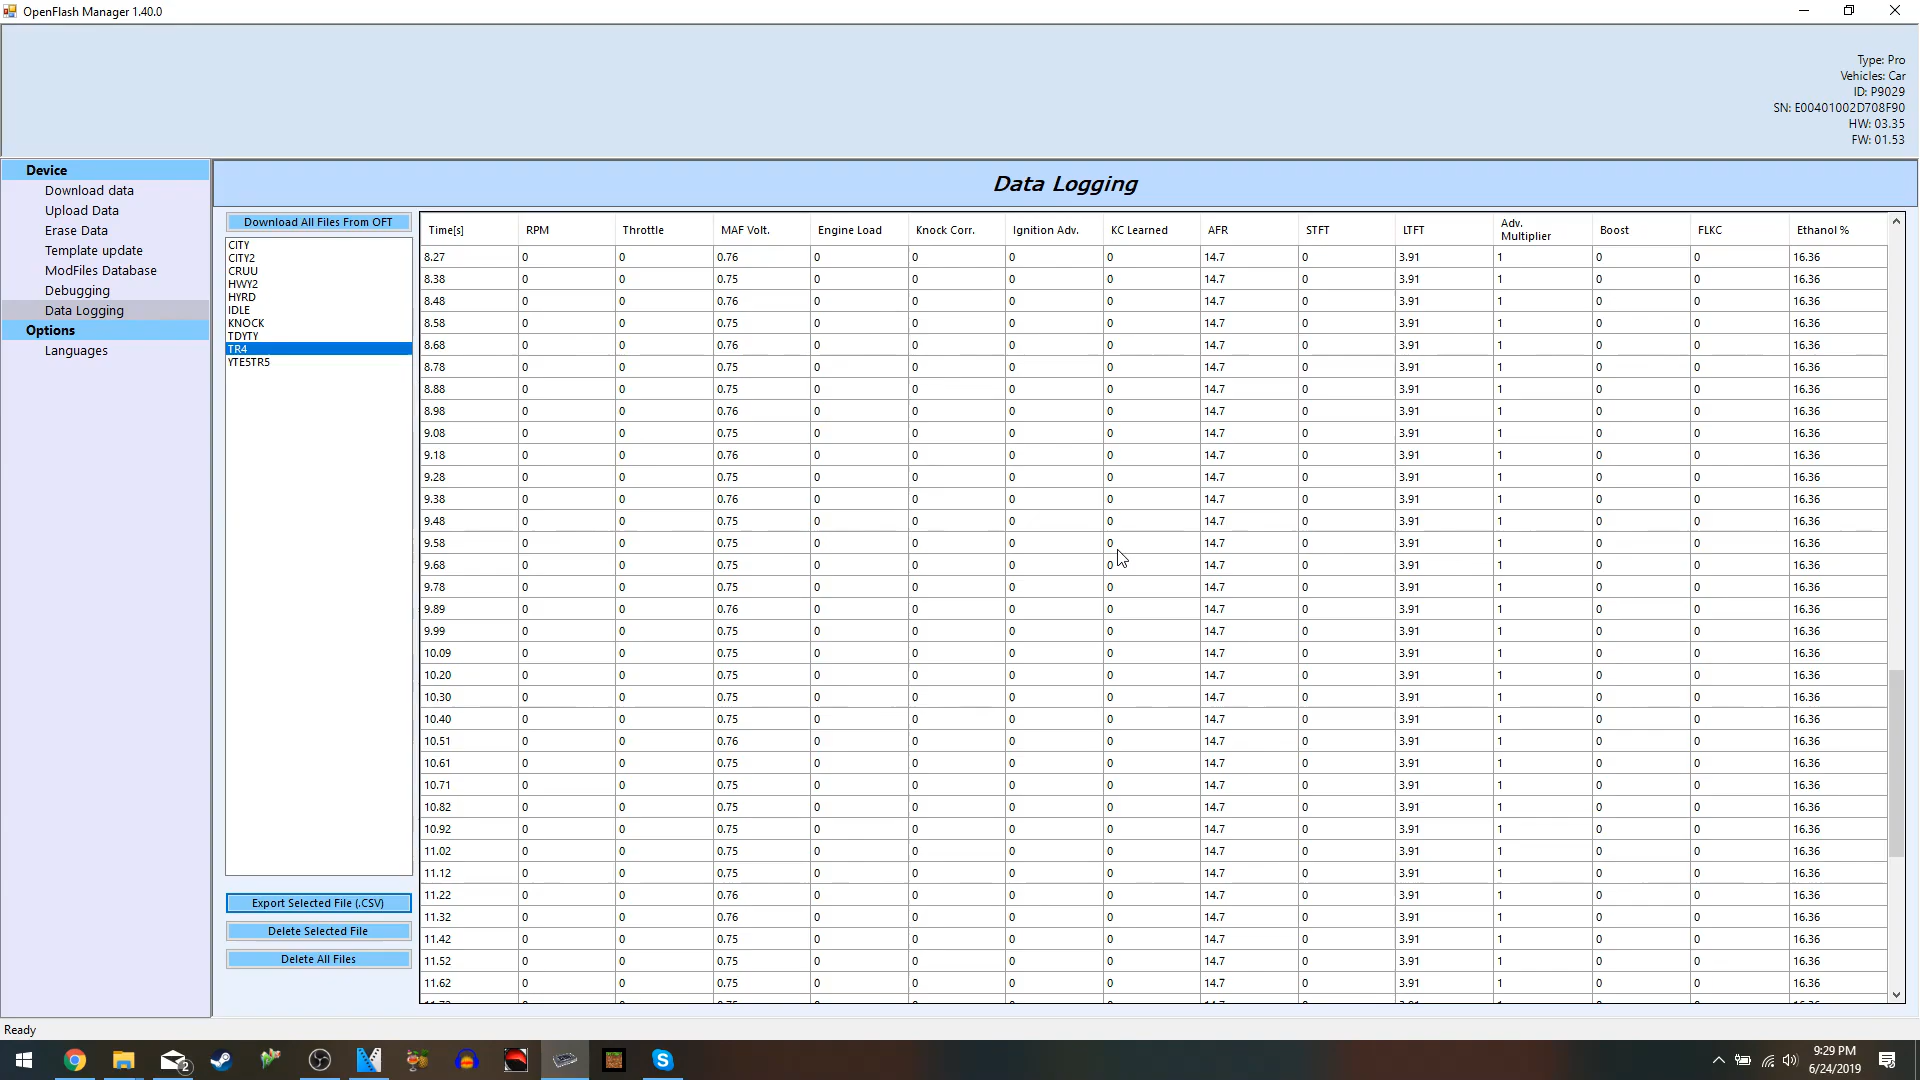 OpenFlash Manager 1.40.0
Type: Pro
Vehicles: Car
ID: P9029
SN: E00401002D708F90
HW: 03.35
FW: 01.53
Device
Download data
Upload Data
Erase Data
Template update
ModFiles Database
Debugging
Data Logging
Options
Languages
Data Logging
Download All Files From OFT
CITY
CITY2
CRUU
HWY2
HYRD
IDLE
KNOCK
TDYTY
TR4
YTE5TR5
Export Selected File (.CSV)
Delete Selected File
Delete All Files
Time[s] RPM Throttle MAF Volt. Engine Load Knock Corr. Ignition Adv. KC Learned AFR STFT LTFT Adv. Multiplier Boost FLKC Ethanol %
8.27 0 0 0.76 0 0 0 0 14.7 0 3.91 1 0 0 16.36
8.38 0 0 0.75 0 0 0 0 14.7 0 3.91 1 0 0 16.36
8.48 0 0 0.76 0 0 0 0 14.7 0 3.91 1 0 0 16.36
8.58 0 0 0.75 0 0 0 0 14.7 0 3.91 1 0 0 16.36
8.68 0 0 0.76 0 0 0 0 14.7 0 3.91 1 0 0 16.36
8.78 0 0 0.75 0 0 0 0 14.7 0 3.91 1 0 0 16.36
8.88 0 0 0.75 0 0 0 0 14.7 0 3.91 1 0 0 16.36
8.98 0 0 0.76 0 0 0 0 14.7 0 3.91 1 0 0 16.36
9.08 0 0 0.75 0 0 0 0 14.7 0 3.91 1 0 0 16.36
9.18 0 0 0.76 0 0 0 0 14.7 0 3.91 1 0 0 16.36
9.28 0 0 0.75 0 0 0 0 14.7 0 3.91 1 0 0 16.36
9.38 0 0 0.76 0 0 0 0 14.7 0 3.91 1 0 0 16.36
9.48 0 0 0.75 0 0 0 0 14.7 0 3.91 1 0 0 16.36
9.58 0 0 0.75 0 0 0 0 14.7 0 3.91 1 0 0 16.36
9.68 0 0 0.75 0 0 0 0 14.7 0 3.91 1 0 0 16.36
9.78 0 0 0.75 0 0 0 0 14.7 0 3.91 1 0 0 16.36
9.89 0 0 0.76 0 0 0 0 14.7 0 3.91 1 0 0 16.36
9.99 0 0 0.75 0 0 0 0 14.7 0 3.91 1 0 0 16.36
10.09 0 0 0.75 0 0 0 0 14.7 0 3.91 1 0 0 16.36
10.20 0 0 0.75 0 0 0 0 14.7 0 3.91 1 0 0 16.36
10.30 0 0 0.75 0 0 0 0 14.7 0 3.91 1 0 0 16.36
10.40 0 0 0.75 0 0 0 0 14.7 0 3.91 1 0 0 16.36
10.51 0 0 0.76 0 0 0 0 14.7 0 3.91 1 0 0 16.36
10.61 0 0 0.75 0 0 0 0 14.7 0 3.91 1 0 0 16.36
10.71 0 0 0.75 0 0 0 0 14.7 0 3.91 1 0 0 16.36
10.82 0 0 0.75 0 0 0 0 14.7 0 3.91 1 0 0 16.36
10.92 0 0 0.75 0 0 0 0 14.7 0 3.91 1 0 0 16.36
11.02 0 0 0.75 0 0 0 0 14.7 0 3.91 1 0 0 16.36
11.12 0 0 0.75 0 0 0 0 14.7 0 3.91 1 0 0 16.36
11.22 0 0 0.76 0 0 0 0 14.7 0 3.91 1 0 0 16.36
11.32 0 0 0.76 0 0 0 0 14.7 0 3.91 1 0 0 16.36
11.42 0 0 0.75 0 0 0 0 14.7 0 3.91 1 0 0 16.36
11.52 0 0 0.75 0 0 0 0 14.7 0 3.91 1 0 0 16.36
11.62 0 0 0.75 0 0 0 0 14.7 0 3.91 1 0 0 16.36
Ready
2
9:29 PM
6/24/2019